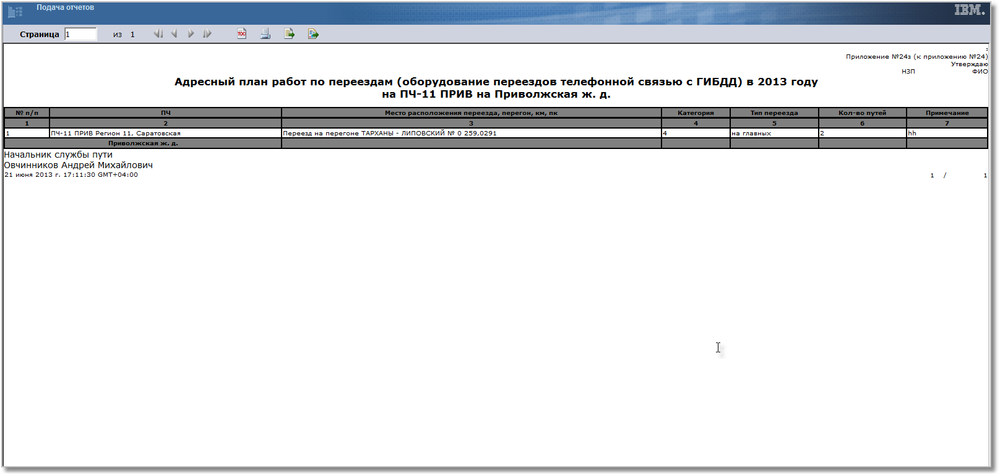 Подача отчетов
IBM.
Страница 1 из 1
TOC
:
Приложение №24з (к приложению №24)
Утверждаю
НЗП ФИО
Адресный план работ по переездам (оборудование переездов телефонной связью с ГИБДД) в 2013 году
на ПЧ-11 ПРИВ на Приволжская ж. д.
№ п/п ПЧ Место расположения переезда, перегон, км, пк Категория Тип переезда Кол-во путей Примечание
1 2 3 4 5 6 7
1 ПЧ-11 ПРИВ Регион 11, Саратовская Переезд на перегоне ТАРХАНЫ - ЛИПОВСКИЙ № 0 259,0291 4 на главных 2 hh
Приволжская ж. д.
Начальник службы пути
Овчинников Андрей Михайлович
21 июня 2013 г. 17:11:30 GMT+04:00 1 / 1